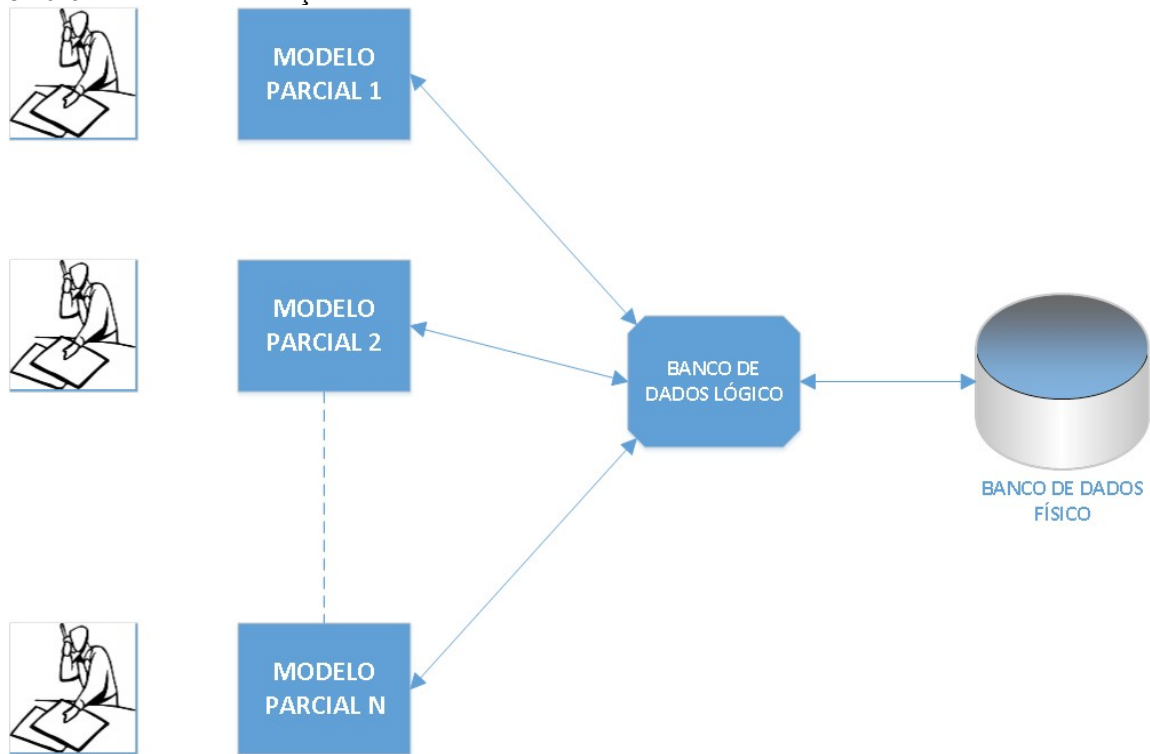 MODELO
PARCIAL 1
MODELO
PARCIAL 2
BANCO DE
DADOS LÓGICO
BANCO DE DADOS
FÍSICO
MODELO
PARCIAL N